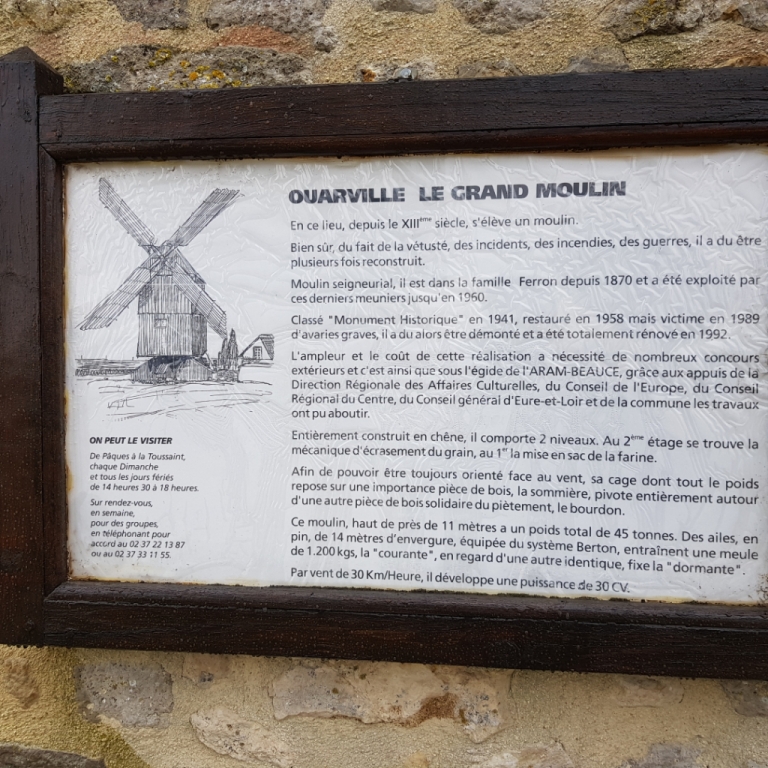 OUARVILLE LE GRAND MOULIN
En ce lieu, depuis le XIIIème siècle, s'élève un moulin.
Bien sûr, du fait de la vétusté, des incidents, des incendies, des guerres, il a du être
plusieurs fois reconstruit.
Moulin seigneurial, il est dans la famille Ferron depuis 1870 et a été exploité par
ces derniers meuniers jusqu'en 1960.
Classé "Monument Historique" en 1941, restauré en 1958 mais victime en 1989
d'avaries graves, il a du alors être démonté et a été totalement rénové en 1992.
L'ampleur et le coût de cette réalisation a nécessité de nombreux concours
extérieurs et c'est ainsi que sous l'égide de l'ARAM-BEAUCE, grâce aux appuis de la
Direction Régionale des Affaires Culturelles, du Conseil de l'Europe, du Conseil
Régional du Centre, du Conseil général d'Eure-et-Loir et de la commune les travaux
ont pu aboutir.
Entièrement construit en chêne, il comporte 2 niveaux. Au 2ème étage se trouve la
mécanique d'écrasement du grain, au 1er la mise en sac de la farine.
Afin de pouvoir être toujours orienté face au vent, sa cage dont tout le poids
repose sur une importance pièce de bois, la sommière, pivote entièrement autour
d'une autre pièce de bois solidaire du piètement, le bourdon.
Ce moulin, haut de près de 11 mètres a un poids total de 45 tonnes. Des ailes, en
pin, de 14 mètres d'envergure, équipée du système Berton, entraînent une meule
de 1.200 kgs, la "courante", en regard d'une autre identique, fixe la "dormante".
Par vent de 30 Km/Heure, il développe une puissance de 30 CV.
ON PEUT LE VISITER
De Pâques à la Toussaint,
chaque Dimanche
et tous les jours fériés
de 14 heures 30 à 18 heures.
Sur rendez-vous,
en semaine,
pour des groupes,
en téléphonant pour
accord au 02 37 22 13 87
ou au 02 37 33 11 55.